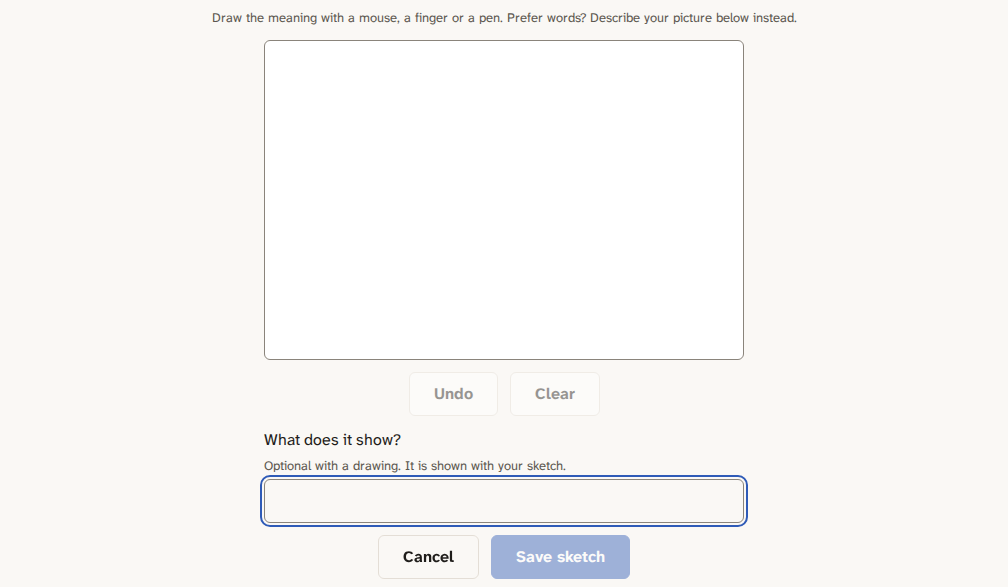 Draw the meaning with a mouse, a finger or a pen. Prefer words? Describe your picture below instead.
Undo
Clear
What does it show?
Optional with a drawing. It is shown with your sketch.
Cancel
Save sketch